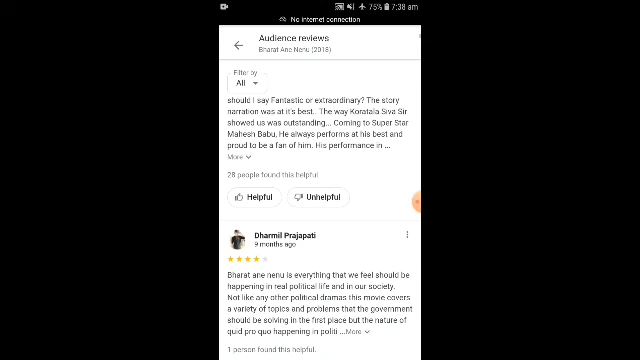 75% 7:38 am
No internet connection
Audience reviews
Bharat Ane Nenu (2018)
Filter by
All
should I say Fantastic or extraordinary? The story
narration was at it's best.. The way Koratala Siva Sir
showed us was outstanding... Coming to Super Star
Mahesh Babu, He always performs at his best and
proud to be a fan of him. His performance in ...
More
28 people found this helpful
Helpful Unhelpful
Dharmil Prajapati
9 months ago
Bharat ane nenu is everything that we feel should be
happening in real political life and in our society.
Not like any other political dramas this movie covers
a variety of topics and problems that the government
should be solving in the first place but the nature of
quid pro quo happening in politi ...More
1 person found this helpful.